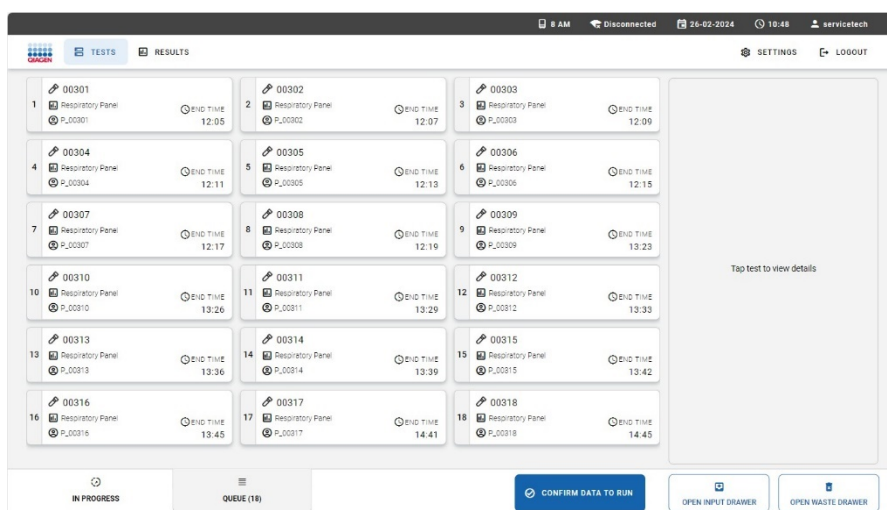 8 AM Disconnected 26-02-2024 10:48 servicetech
QIAGEN TESTS RESULTS SETTINGS LOGOUT
00301 00302 00303
1 Respiratory Panel END TIME 2 Respiratory Panel END TIME 3 Respiratory Panel END TIME
P_00301 12:05 P_00302 12:07 P_00303 12:09
00304 00305 00306
4 Respiratory Panel END TIME 5 Respiratory Panel END TIME 6 Respiratory Panel END TIME
P_00304 12:11 P_00305 12:13 P_00306 12:15
00307 00308 00309
7 Respiratory Panel END TIME 8 Respiratory Panel END TIME 9 Respiratory Panel END TIME
P_00307 12:17 P_00308 12:19 P_00309 13:23
Tap test to view details
00310 00311 00312
10 Respiratory Panel END TIME 11 Respiratory Panel END TIME 12 Respiratory Panel END TIME
P_00310 13:26 P_00311 13:29 P_00312 13:33
00313 00314 00315
13 Respiratory Panel END TIME 14 Respiratory Panel END TIME 15 Respiratory Panel END TIME
P_00313 13:36 P_00314 13:39 P_00315 13:42
00316 00317 00318
16 Respiratory Panel END TIME 17 Respiratory Panel END TIME 18 Respiratory Panel END TIME
P_00316 13:45 P_00317 14:41 P_00318 14:45
IN PROGRESS QUEUE (18) CONFIRM DATA TO RUN OPEN INPUT DRAWER OPEN WASTE DRAWER